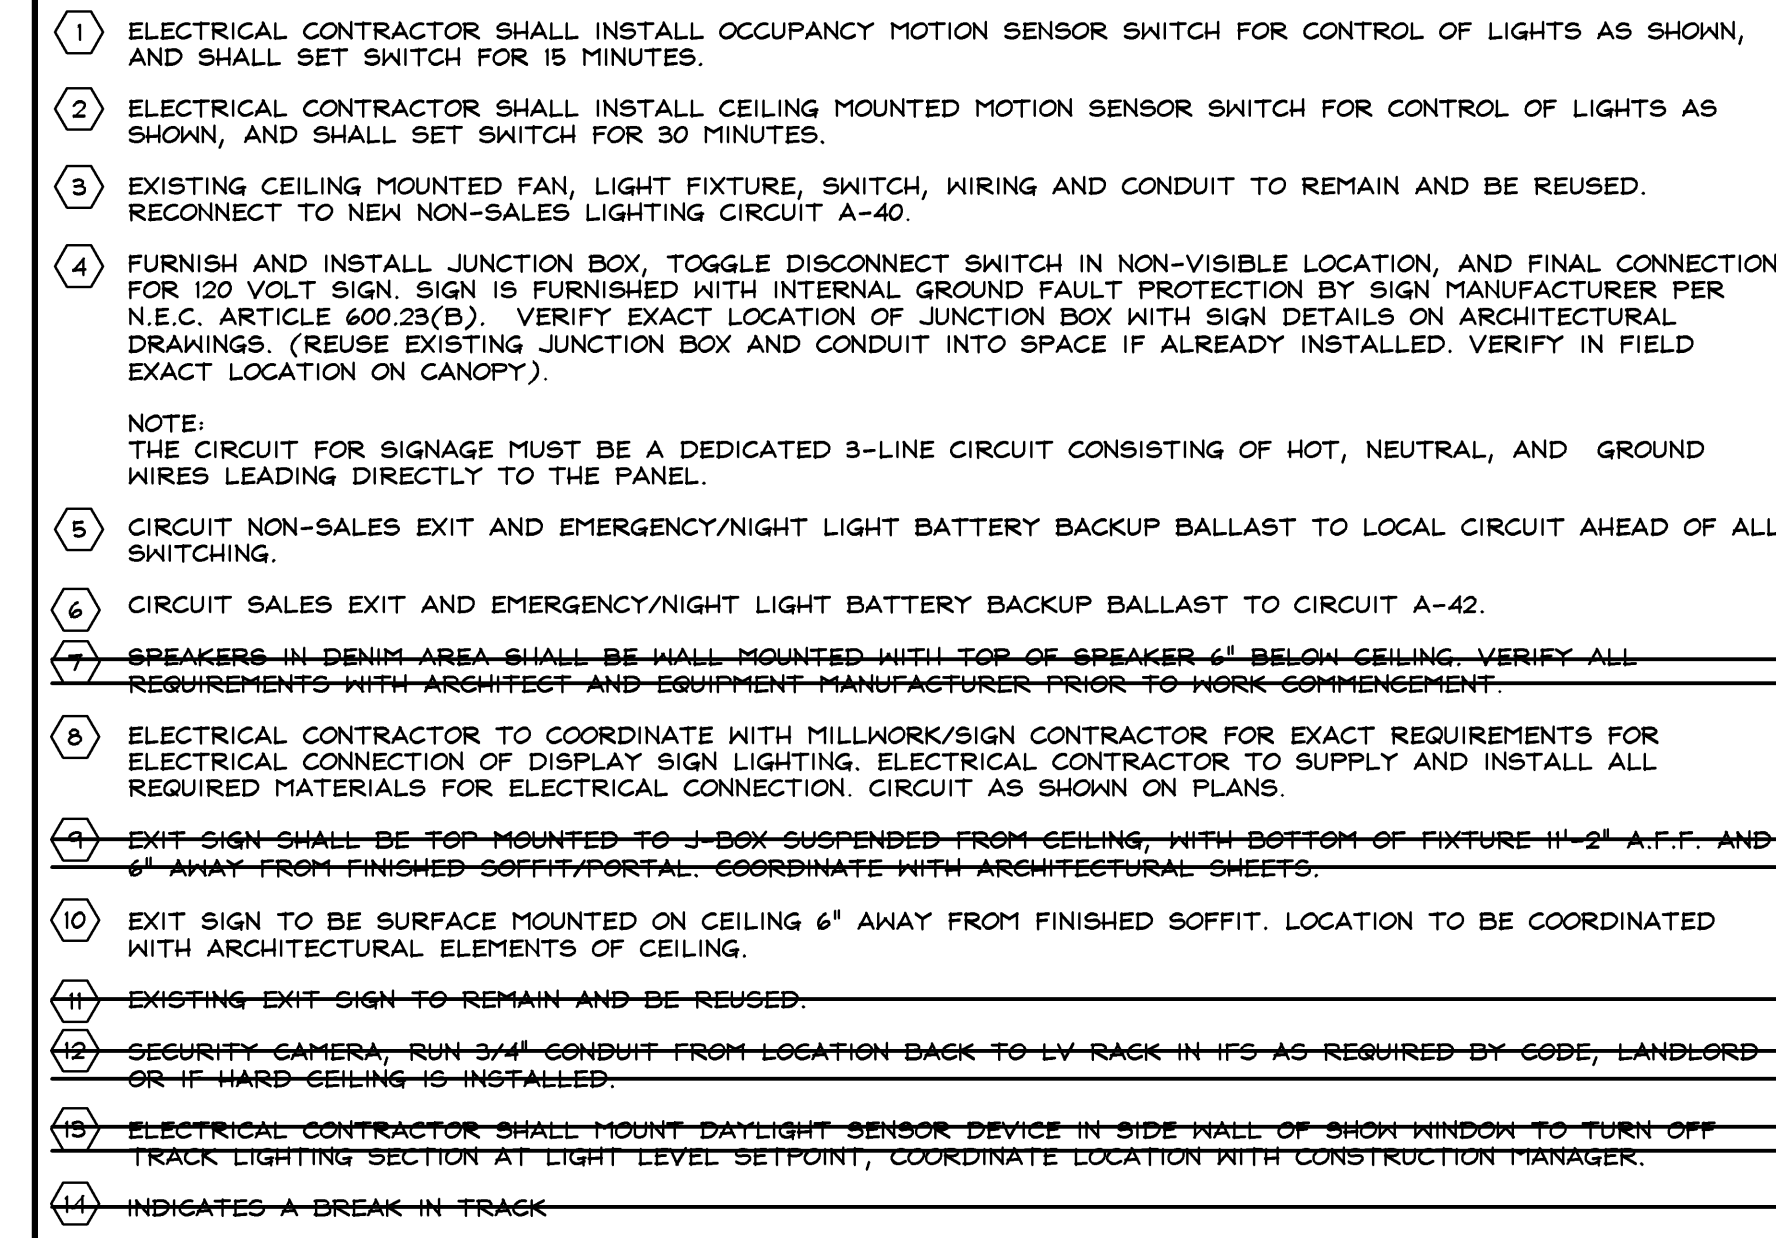 1 ELECTRICAL CONTRACTOR SHALL INSTALL OCCUPANCY MOTION SENSOR SWITCH FOR CONTROL OF LIGHTS AS SHOWN,
AND SHALL SET SWITCH FOR 15 MINUTES.
2 ELECTRICAL CONTRACTOR SHALL INSTALL CEILING MOUNTED MOTION SENSOR SWITCH FOR CONTROL OF LIGHTS AS
SHOWN, AND SHALL SET SWITCH FOR 30 MINUTES.
3 EXISTING CEILING MOUNTED FAN, LIGHT FIXTURE, SWITCH, WIRING AND CONDUIT TO REMAIN AND BE REUSED.
RECONNECT TO NEW NON-SALES LIGHTING CIRCUIT A-40.
4 FURNISH AND INSTALL JUNCTION BOX, TOGGLE DISCONNECT SWITCH IN NON-VISIBLE LOCATION, AND FINAL CONNECTION
FOR 120 VOLT SIGN. SIGN IS FURNISHED WITH INTERNAL GROUND FAULT PROTECTION BY SIGN MANUFACTURER PER
N.E.C. ARTICLE 600.23(B). VERIFY EXACT LOCATION OF JUNCTION BOX WITH SIGN DETAILS ON ARCHITECTURAL
DRAWINGS. (REUSE EXISTING JUNCTION BOX AND CONDUIT INTO SPACE IF ALREADY INSTALLED. VERIFY IN FIELD
EXACT LOCATION ON CANOPY).
NOTE:
THE CIRCUIT FOR SIGNAGE MUST BE A DEDICATED 3-LINE CIRCUIT CONSISTING OF HOT, NEUTRAL, AND GROUND
WIRES LEADING DIRECTLY TO THE PANEL.
5 CIRCUIT NON-SALES EXIT AND EMERGENCY/NIGHT LIGHT BATTERY BACKUP BALLAST TO LOCAL CIRCUIT AHEAD OF ALL
SWITCHING.
6 CIRCUIT SALES EXIT AND EMERGENCY/NIGHT LIGHT BATTERY BACKUP BALLAST TO CIRCUIT A-42.
7 SPEAKERS IN DENIM AREA SHALL BE WALL MOUNTED WITH TOP OF SPEAKER 6" BELOW CEILING. VERIFY ALL
REQUIREMENTS WITH ARCHITECT AND EQUIPMENT MANUFACTURER PRIOR TO WORK COMMENCEMENT.
8 ELECTRICAL CONTRACTOR TO COORDINATE WITH MILLWORK/SIGN CONTRACTOR FOR EXACT REQUIREMENTS FOR
ELECTRICAL CONNECTION OF DISPLAY SIGN LIGHTING. ELECTRICAL CONTRACTOR TO SUPPLY AND INSTALL ALL
REQUIRED MATERIALS FOR ELECTRICAL CONNECTION. CIRCUIT AS SHOWN ON PLANS.
9 EXIT SIGN SHALL BE TOP MOUNTED TO J-BOX SUSPENDED FROM CEILING, WITH BOTTOM OF FIXTURE 11'-2" A.F.F. AND
6" AWAY FROM FINISHED SOFFIT/PORTAL. COORDINATE WITH ARCHITECTURAL SHEETS.
10 EXIT SIGN TO BE SURFACE MOUNTED ON CEILING 6" AWAY FROM FINISHED SOFFIT. LOCATION TO BE COORDINATED
WITH ARCHITECTURAL ELEMENTS OF CEILING.
11 EXISTING EXIT SIGN TO REMAIN AND BE REUSED.
12 SECURITY CAMERA, RUN 3/4" CONDUIT FROM LOCATION BACK TO LV RACK IN IFS AS REQUIRED BY CODE, LANDLORD
OR IF HARD CEILING IS INSTALLED.
13 ELECTRICAL CONTRACTOR SHALL MOUNT DAYLIGHT SENSOR DEVICE IN SIDE WALL OF SHOW WINDOW TO TURN OFF
TRACK LIGHTING SECTION AT LIGHT LEVEL SETPOINT, COORDINATE LOCATION WITH CONSTRUCTION MANAGER.
14 INDICATES A BREAK IN TRACK